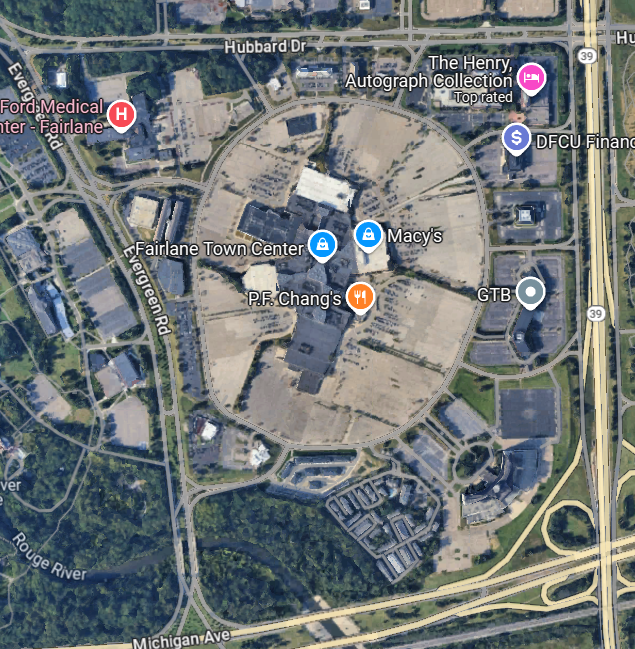 Hubbard Dr
Hu
39
The Henry,
Autograph Collection
Top rated
Evergreen Rd
Ford Medical
nter - Fairlane
H
$
DFCU Financ
Fairlane Town Center
Macy's
Evergreen Rd
P.F. Chang's
GTB
39
ver
e
Rouge River
Michigan Ave